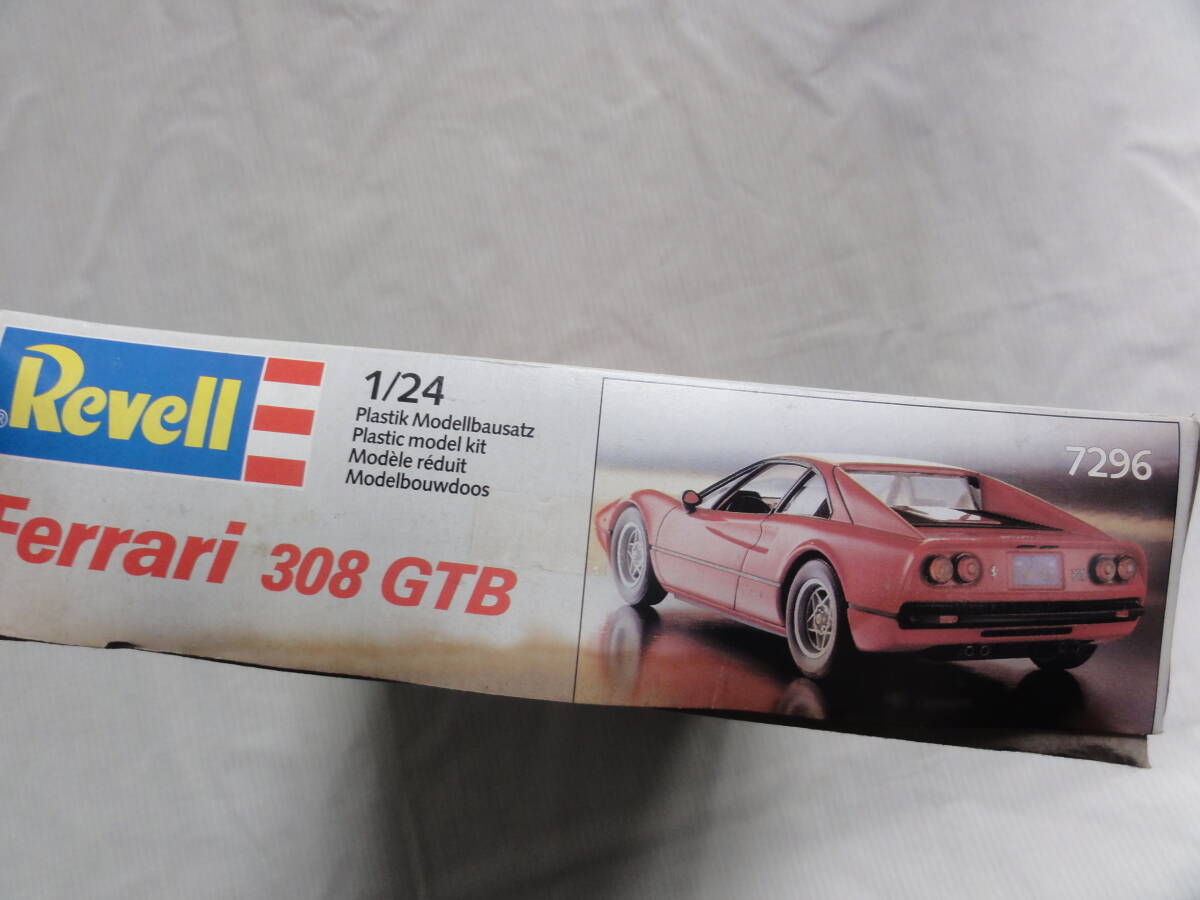 Revell
®
1/24
Plastik Modellbausatz
Plastic model kit
Modèle réduit
Modelbouwdoos
Ferrari 308 GTB
7296